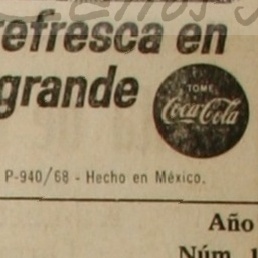 refresca en
grande
TOME
Coca-Cola
P-940/68 - Hecho en México.
Año
Núm.